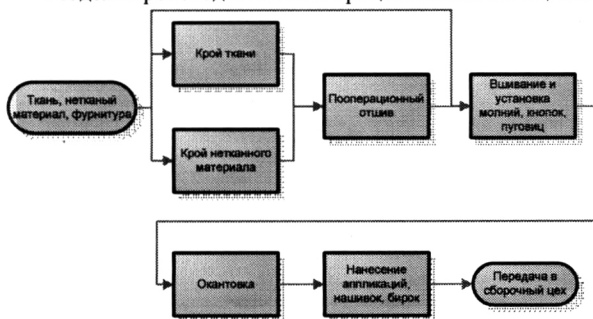 Крой ткани
Ткань, нетканый
материал, фурнитура
Пооперационный
отшив
Вшивание и
установка
молний, кнопок,
пуговиц
Крой нетканного
материала
Окантовка
Нанесение
аппликаций,
нашивок, бирок
Передача в
сборочный цех